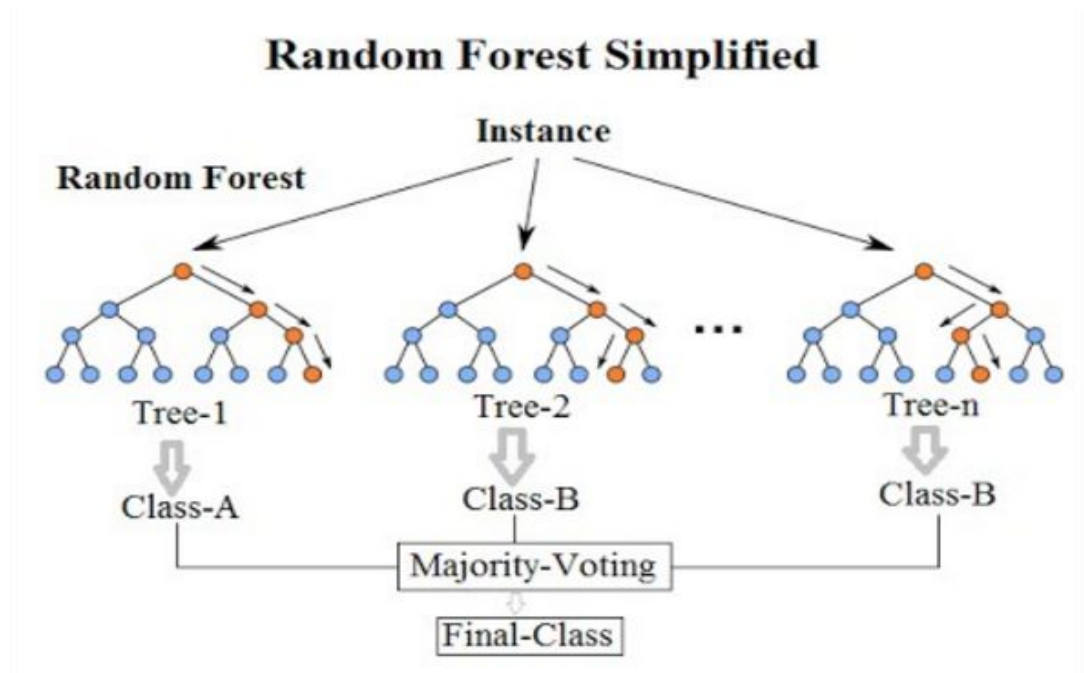 Random Forest Simplified
Instance
Random Forest
...
Tree-1
Tree-2
Tree-n
Class-A
Class-B
Class-B
Majority-Voting
Final-Class